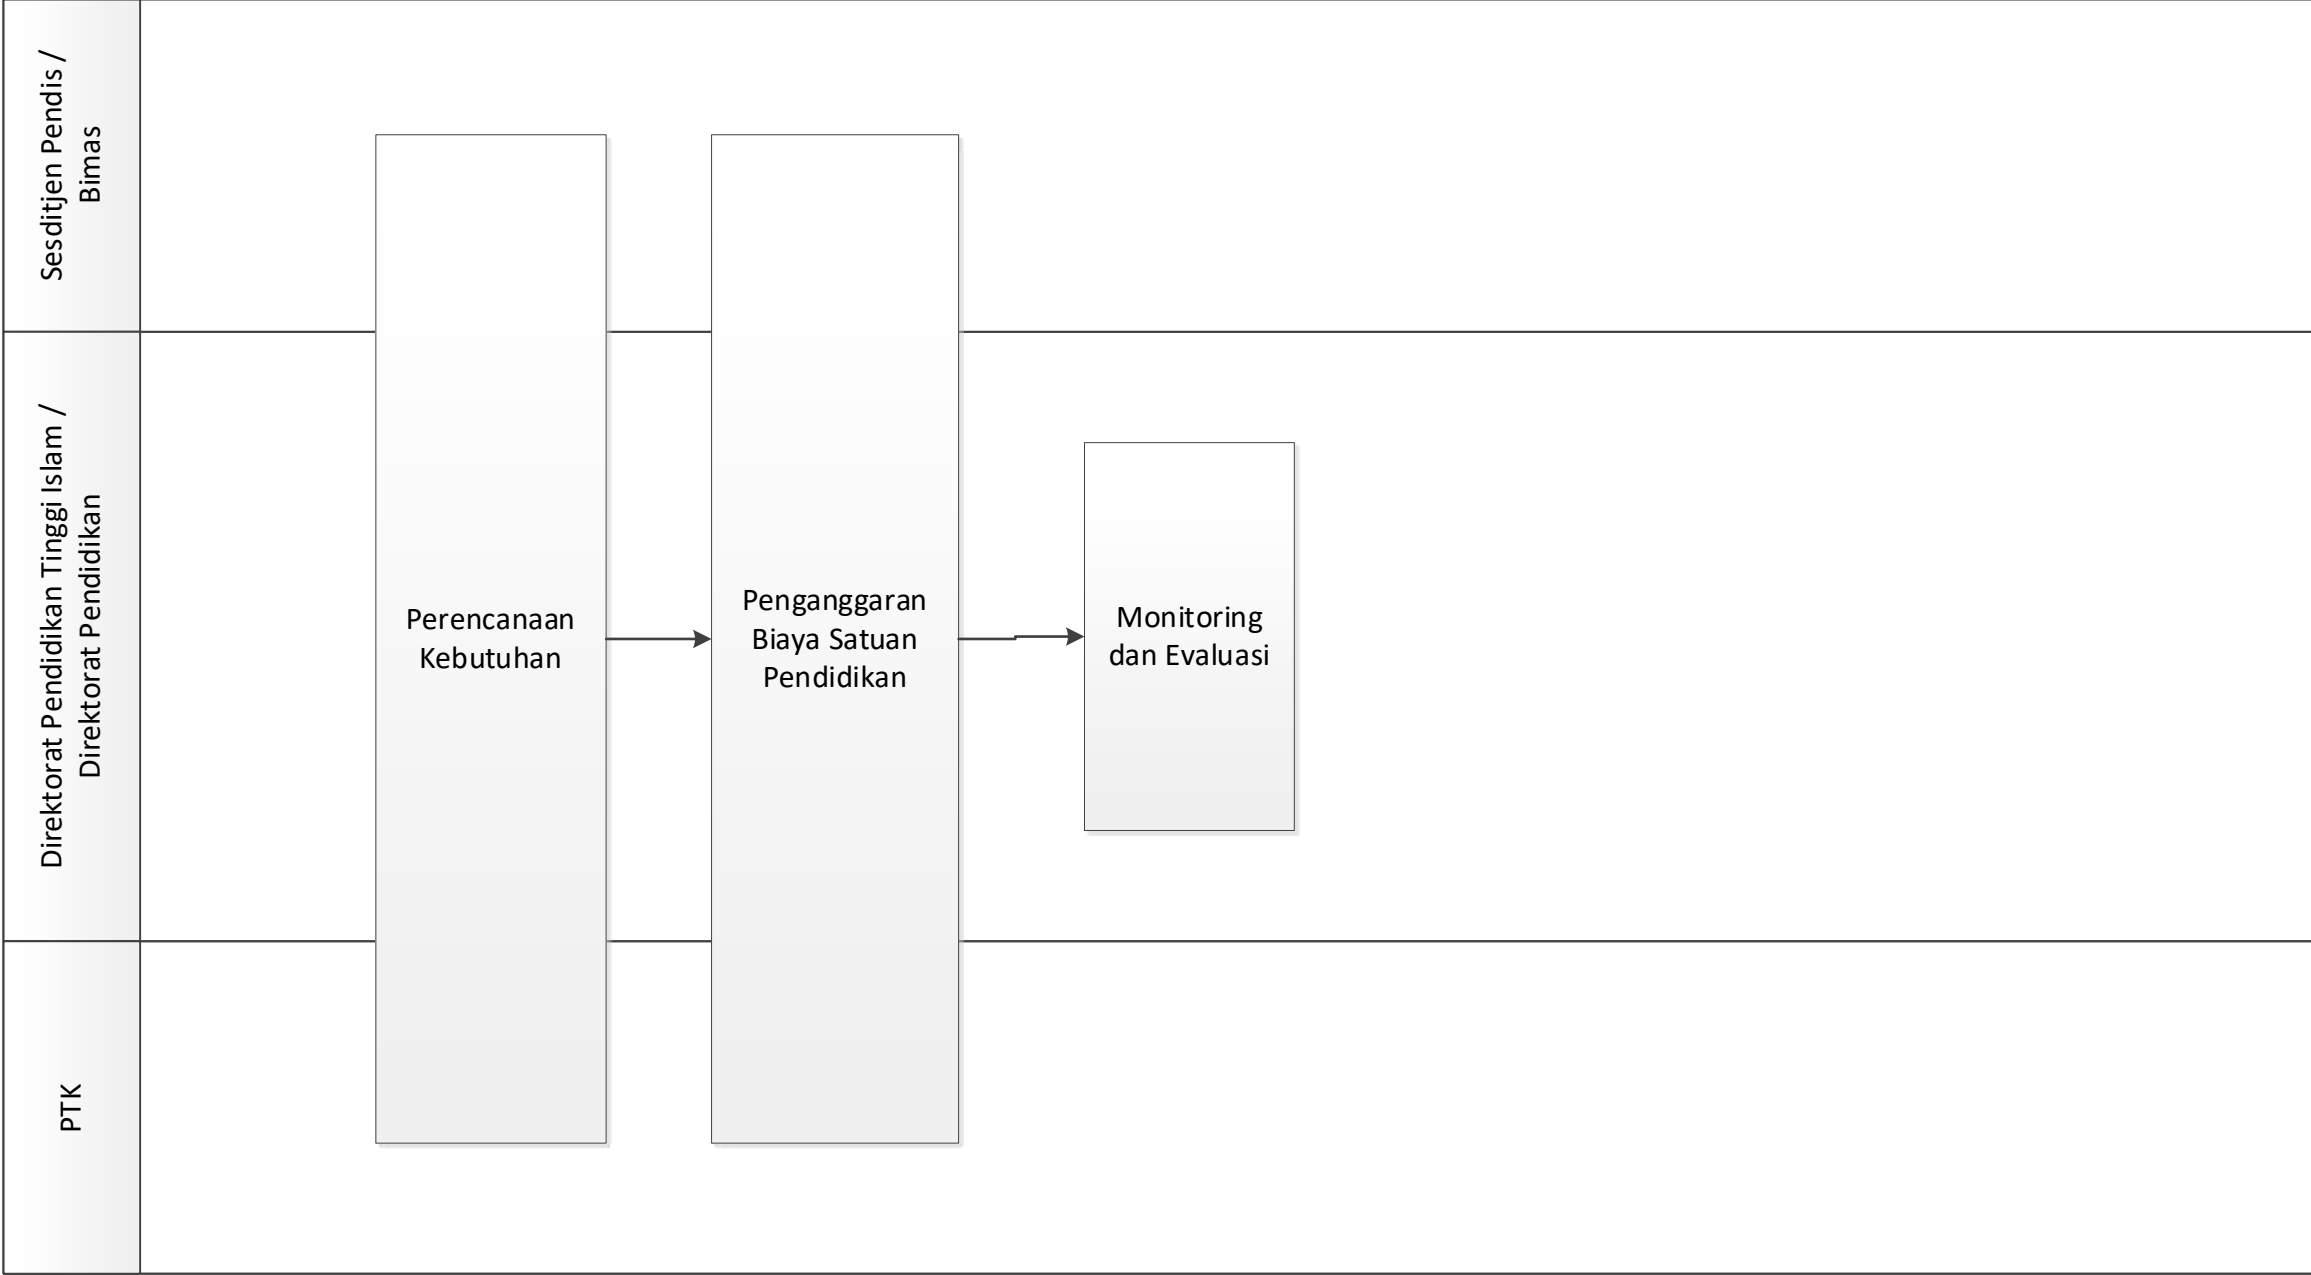 Sesditjen Pendis /
Bimas
Direktorat Pendidikan Tinggi Islam /
Direktorat Pendidikan
PTK
Perencanaan
Kebutuhan
Penganggaran
Biaya Satuan
Pendidikan
Monitoring
dan Evaluasi